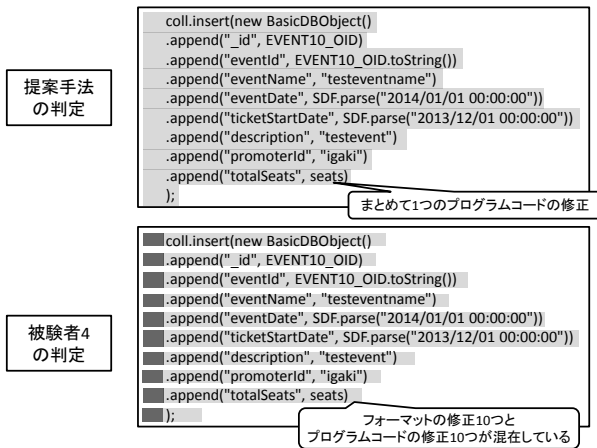 提案手法
の判定
coll.insert(new BasicDBObject()
.append("_id", EVENT10_OID)
.append("eventId", EVENT10_OID.toString())
.append("eventName", "testeventname")
.append("eventDate", SDF.parse("2014/01/01 00:00:00"))
.append("ticketStartDate", SDF.parse("2013/12/01 00:00:00"))
.append("description", "testevent")
.append("promoterId", "igaki")
.append("totalSeats", seats)
);
まとめて1つのプログラムコードの修正
被験者4
の判定
coll.insert(new BasicDBObject()
.append("_id", EVENT10_OID)
.append("eventId", EVENT10_OID.toString())
.append("eventName", "testeventname")
.append("eventDate", SDF.parse("2014/01/01 00:00:00"))
.append("ticketStartDate", SDF.parse("2013/12/01 00:00:00"))
.append("description", "testevent")
.append("promoterId", "igaki")
.append("totalSeats", seats)
);
フォーマットの修正10つと
プログラムコードの修正10つが混在している